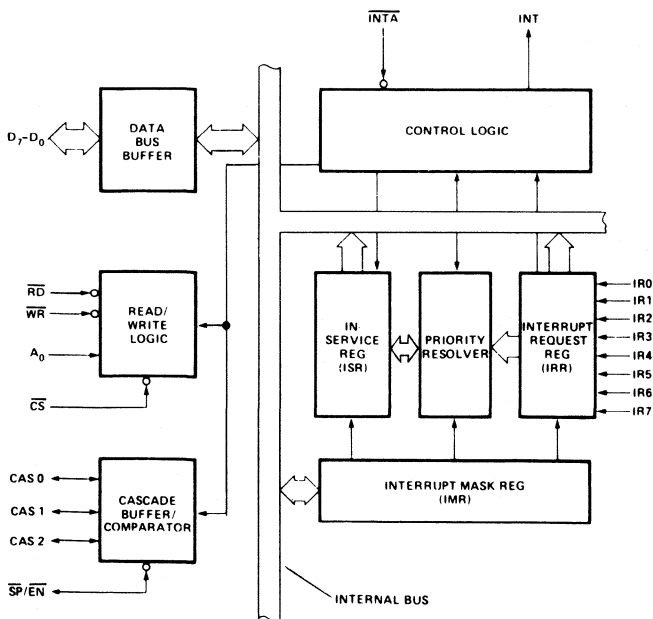 INTA
INT
D7-D0
DATA
BUS
BUFFER
CONTROL LOGIC
RD
WR
A0
CS
READ/
WRITE
LOGIC
IN-
SERVICE
REG
(ISR)
PRIORITY
RESOLVER
INTERRUPT
REQUEST
REG
(IRR)
IR0
IR1
IR2
IR3
IR4
IR5
IR6
IR7
CAS 0
CAS 1
CAS 2
SP/EN
CASCADE
BUFFER/
COMPARATOR
INTERRUPT MASK REG
(IMR)
INTERNAL BUS